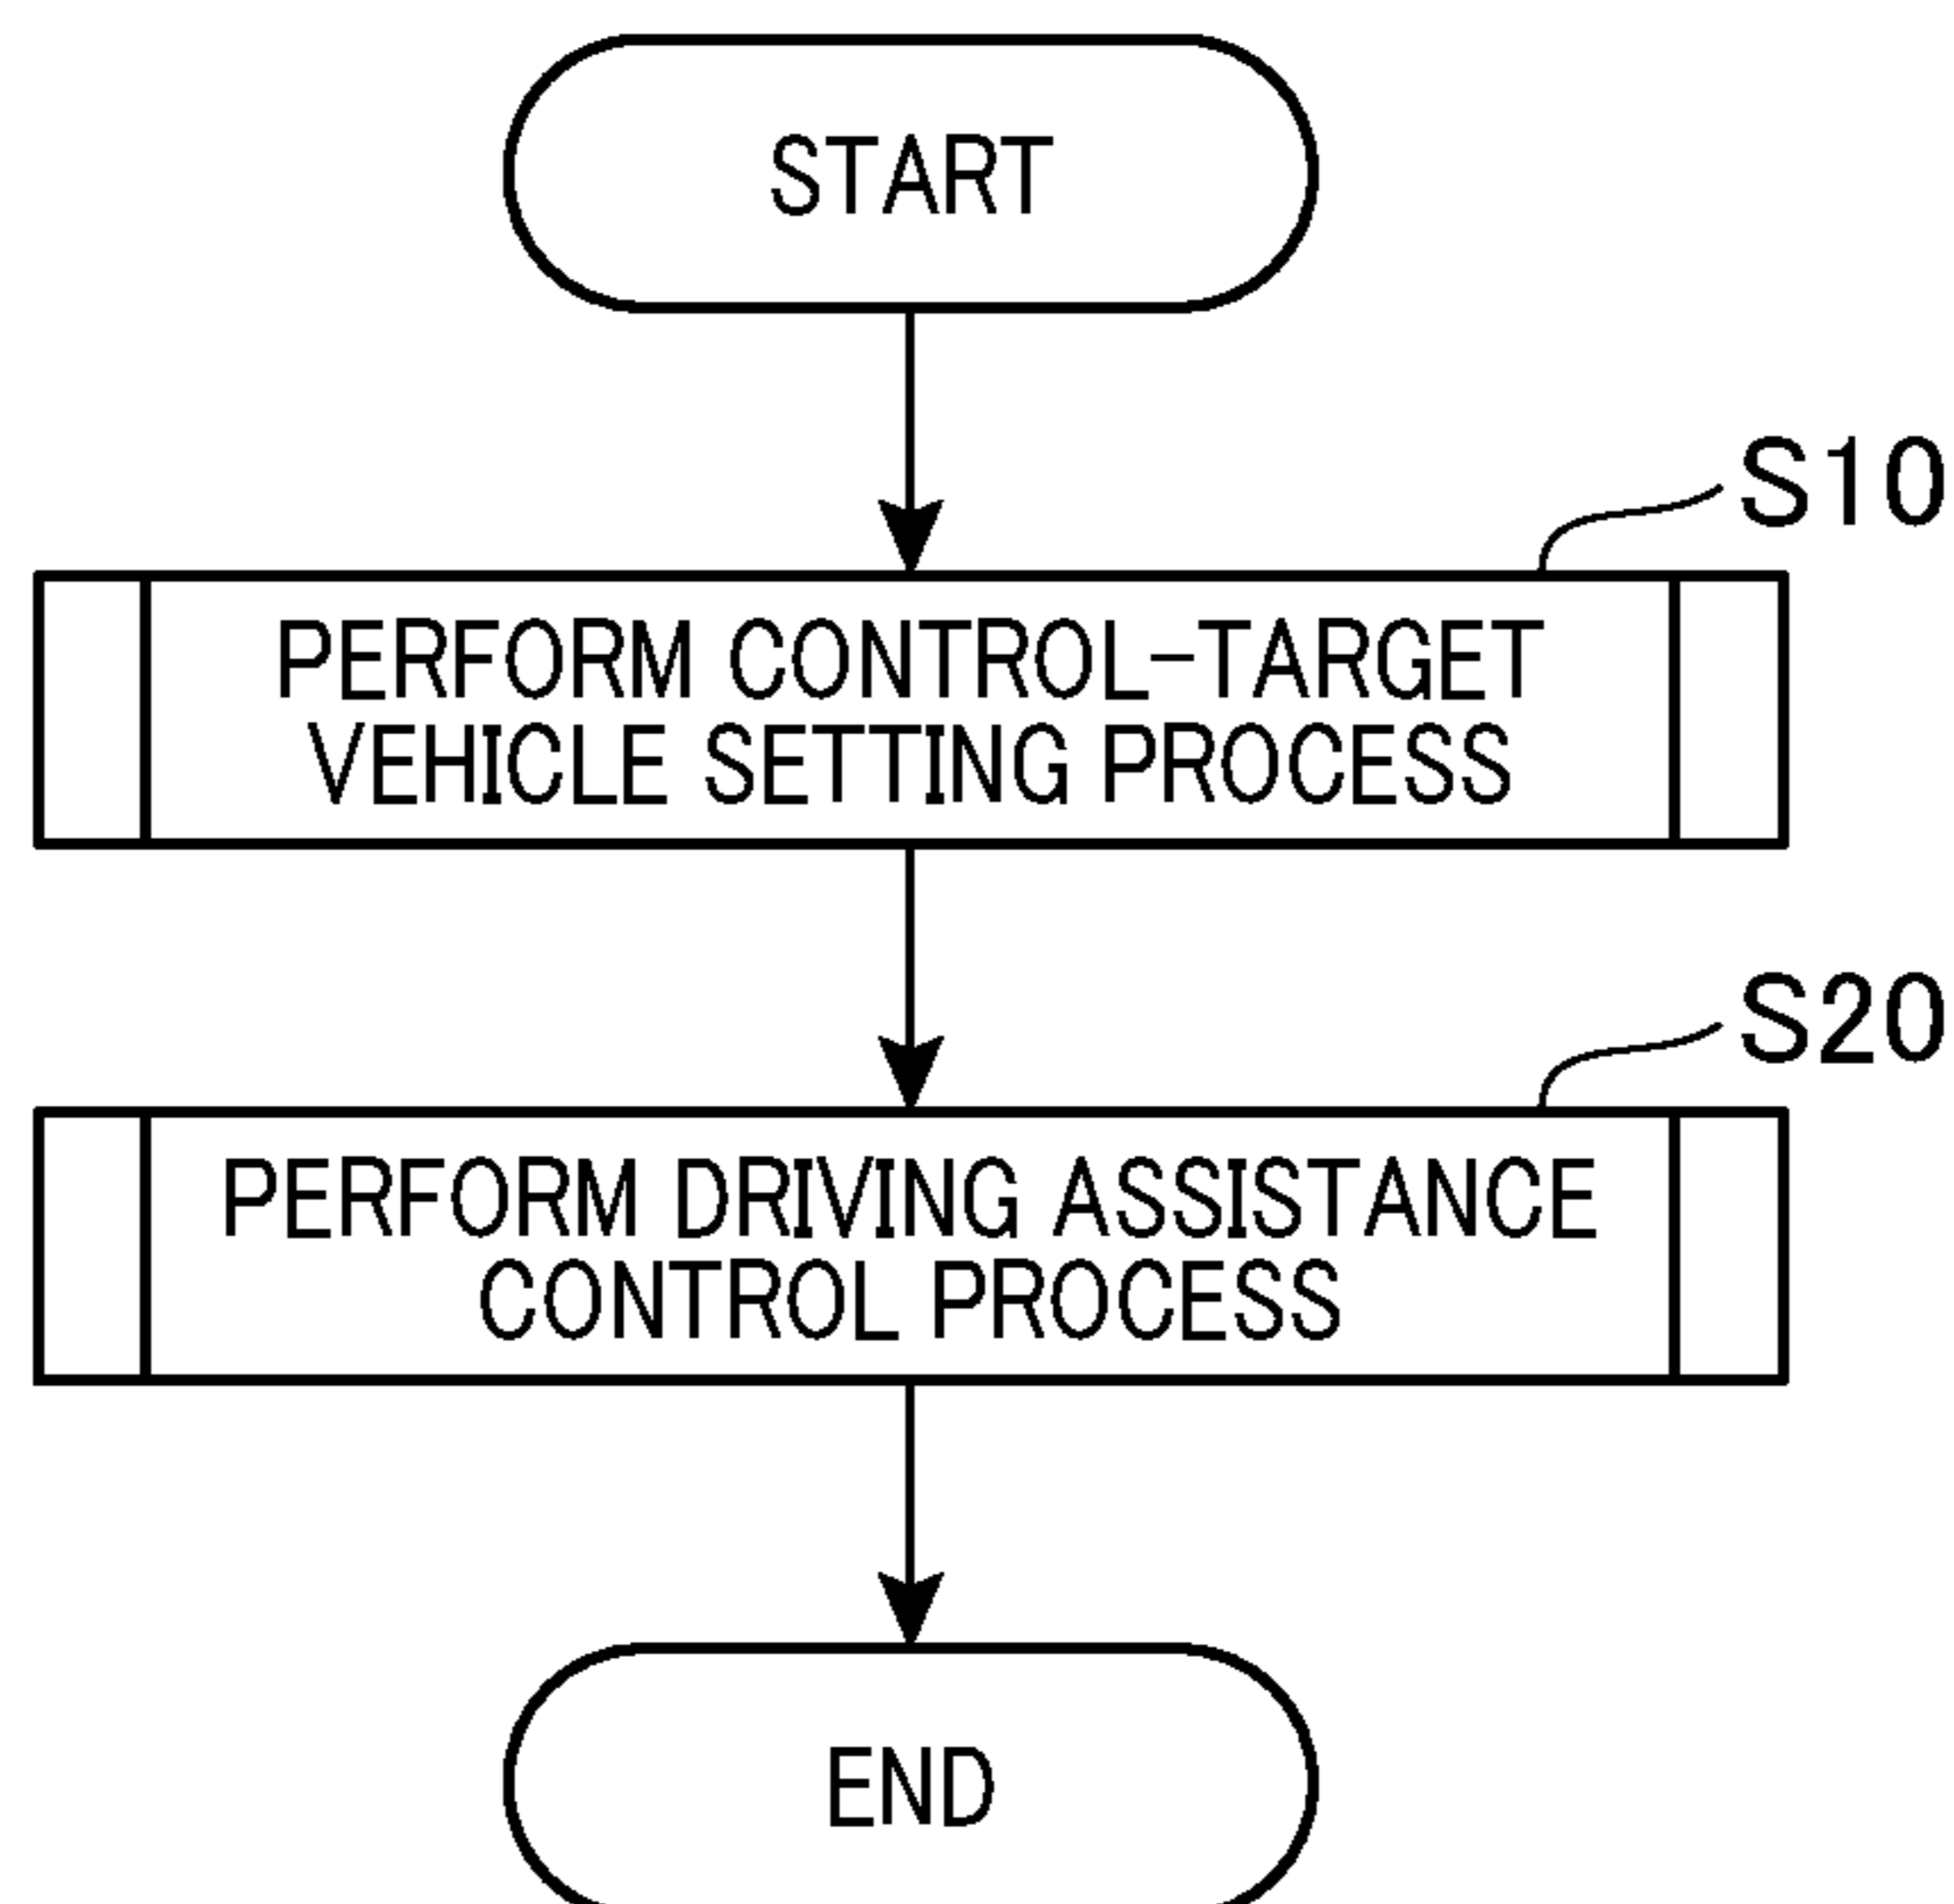 START
S10
PERFORM CONTROL-TARGET
VEHICLE SETTING PROCESS
S20
PERFORM DRIVING ASSISTANCE
CONTROL PROCESS
END